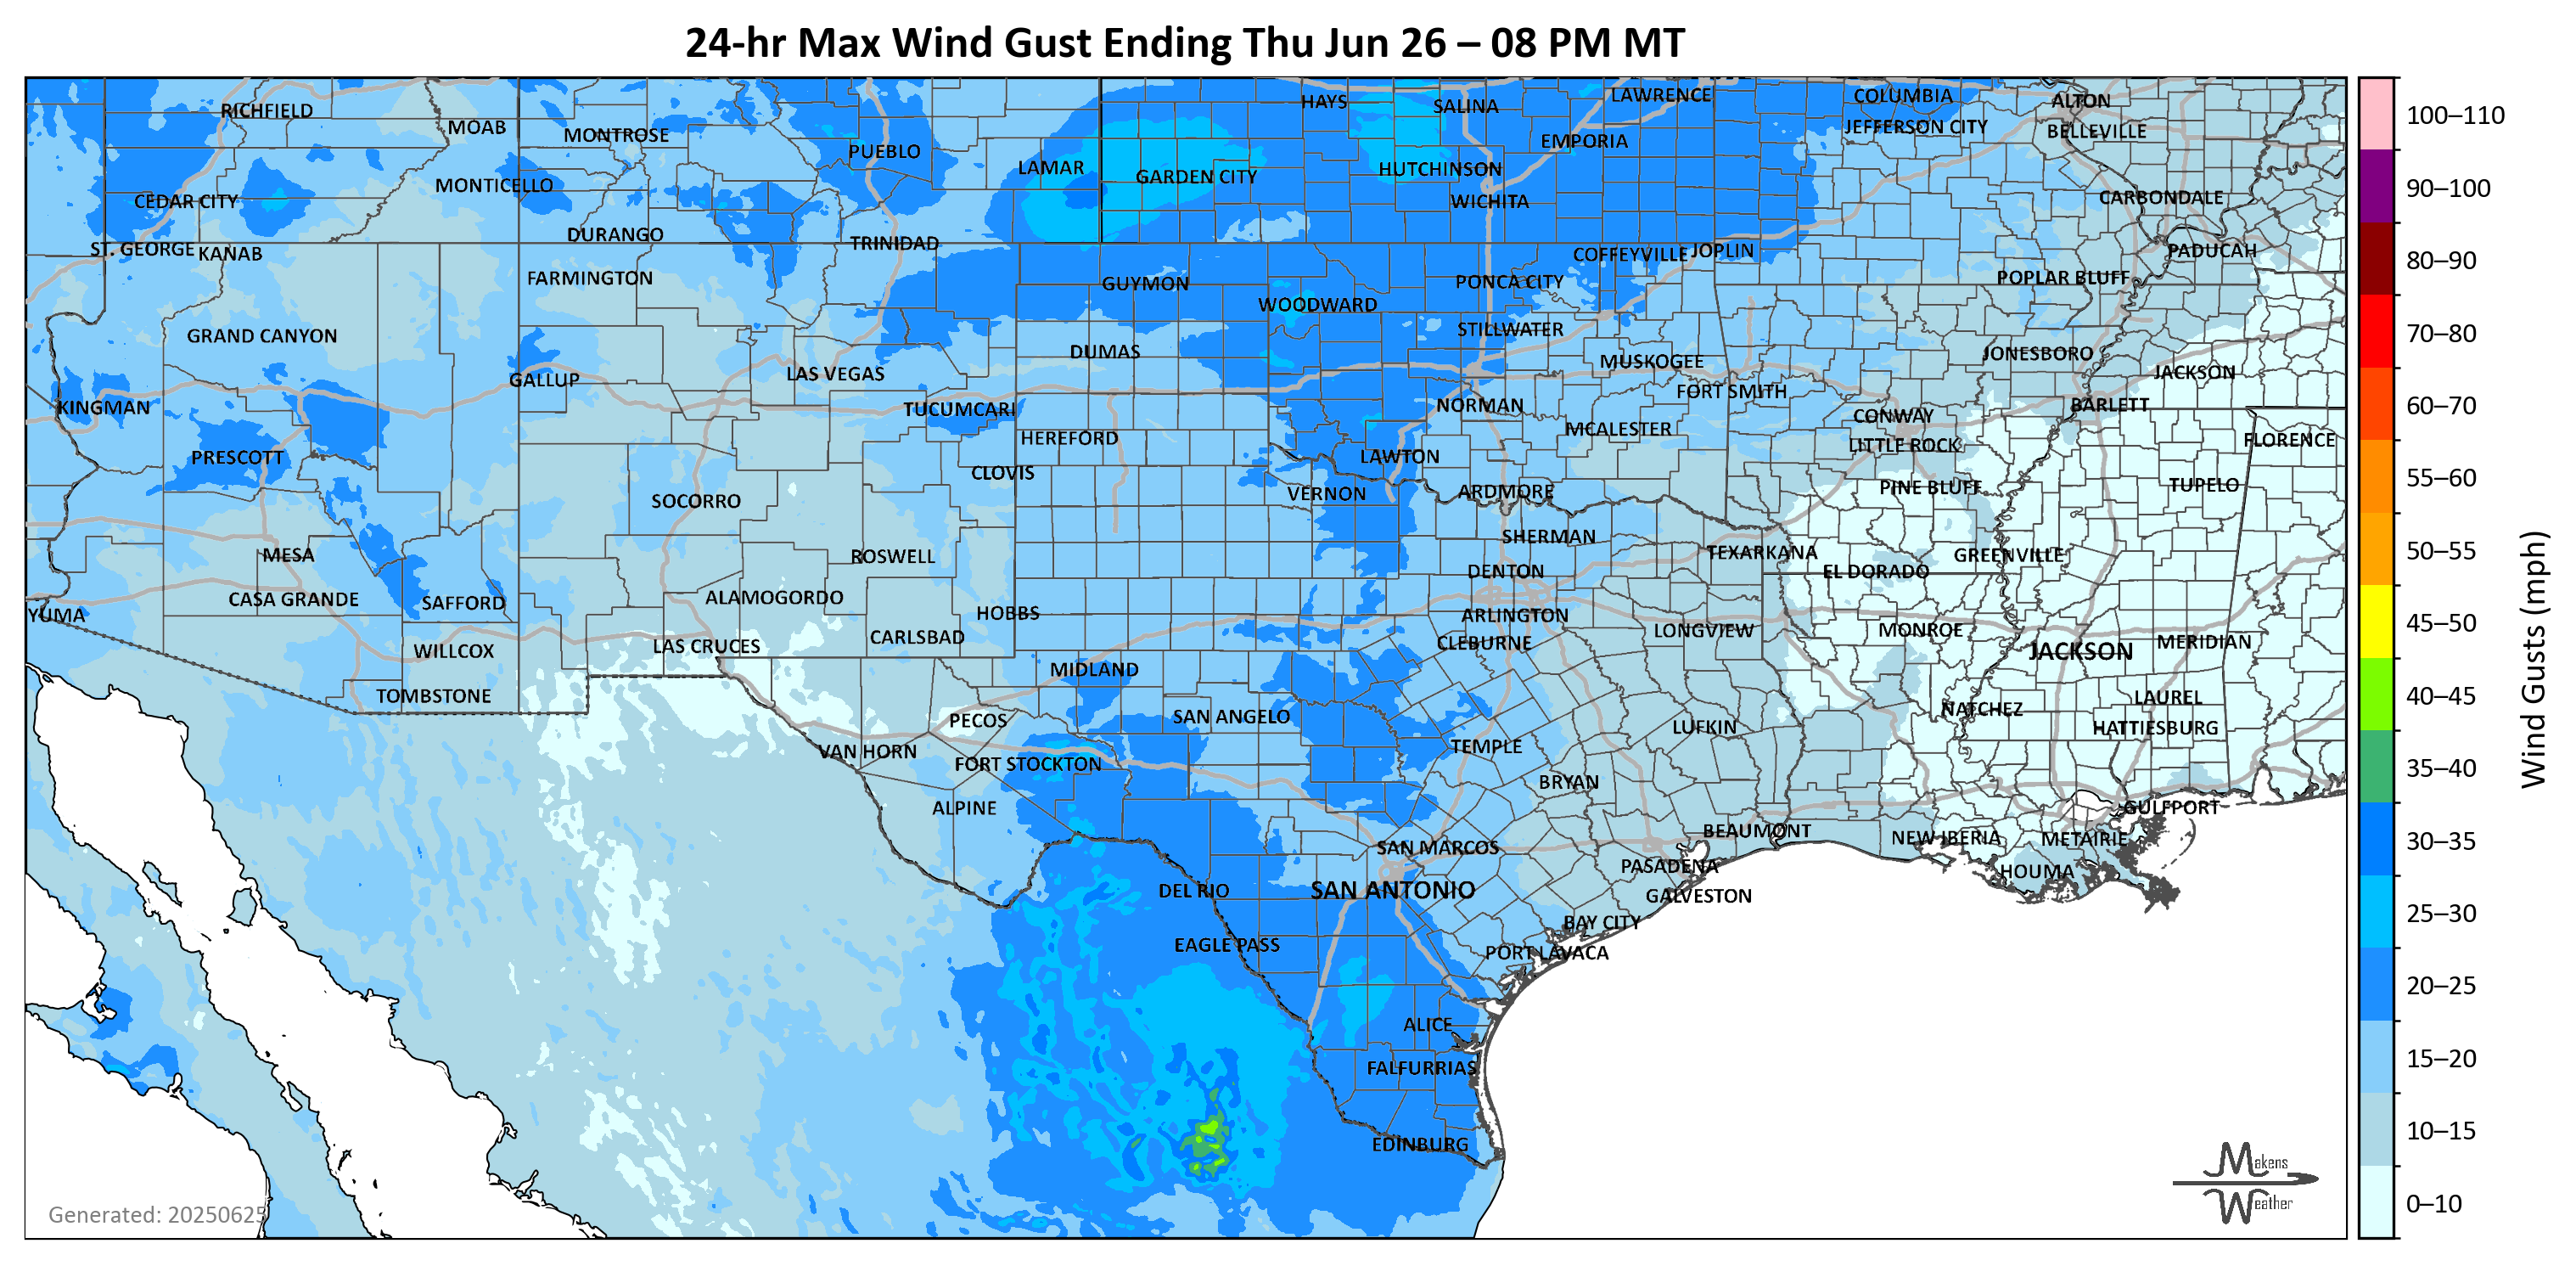 24-hr Max Wind Gust Ending Thu Jun 26 – 08 PM MT
RICHFIELD
MOAB
MONTROSE
PUEBLO
LAMAR
HAYS
SALINA
LAWRENCE
COLUMBIA
ALTON
JEFFERSON CITY
BELLEVILLE
EMPORIA
GARDEN CITY
HUTCHINSON
CEDAR CITY
MONTICELLO
WICHITA
CARBONDALE
ST. GEORGE
KANAB
DURANGO
TRINIDAD
COFFEYVILLE
JOPLIN
PADUCAH
FARMINGTON
GUYMON
PONCA CITY
POPLAR BLUFF
WOODWARD
GRAND CANYON
STILLWATER
DUMAS
MUSKOGEE
JONESBORO
GALLUP
LAS VEGAS
FORT SMITH
JACKSON
KINGMAN
TUCUMCARI
NORMAN
CONWAY
BARLETT
HEREFORD
MCALESTER
LITTLE ROCK
FLORENCE
PRESCOTT
CLOVIS
LAWTON
SOCORRO
VERNON
ARDMORE
PINE BLUFF
TUPELO
MESA
ROSWELL
SHERMAN
TEXARKANA
GREENVILLE
DENTON
EL DORADO
CASA GRANDE
SAFFORD
ALAMOGORDO
HOBBS
ARLINGTON
YUMA
WILLCOX
LAS CRUCES
CARLSBAD
CLEBURNE
LONGVIEW
MONROE
JACKSON
MERIDIAN
TOMBSTONE
MIDLAND
LAUREL
PECOS
SAN ANGELO
NATCHEZ
HATTIESBURG
LUFKIN
VAN HORN
FORT STOCKTON
TEMPLE
ALPINE
BRYAN
GULFPORT
BEAUMONT
NEW IBERIA
METAIRIE
SAN MARCOS
PASADENA
HOUMA
DEL RIO
SAN ANTONIO
GALVESTON
EAGLE PASS
BAY CITY
PORT LAVACA
ALICE
FALFURRIAS
EDINBURG
Generated: 20250625
Makens
Weather
100–110
90–100
80–90
70–80
60–70
55–60
50–55
45–50
40–45
35–40
30–35
25–30
20–25
15–20
10–15
0–10
Wind Gusts (mph)